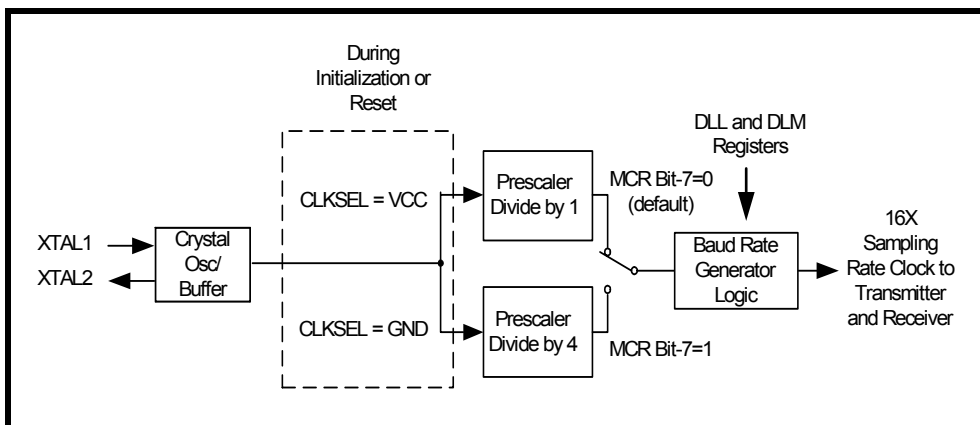 During
Initialization or
Reset
DLL and DLM
Registers
CLKSEL = VCC
Prescaler
Divide by 1
MCR Bit-7=0
(default)
XTAL1
XTAL2
Crystal
Osc/
Buffer
Baud Rate
Generator
Logic
16X
Sampling
Rate Clock to
Transmitter
and Receiver
CLKSEL = GND
Prescaler
Divide by 4
MCR Bit-7=1